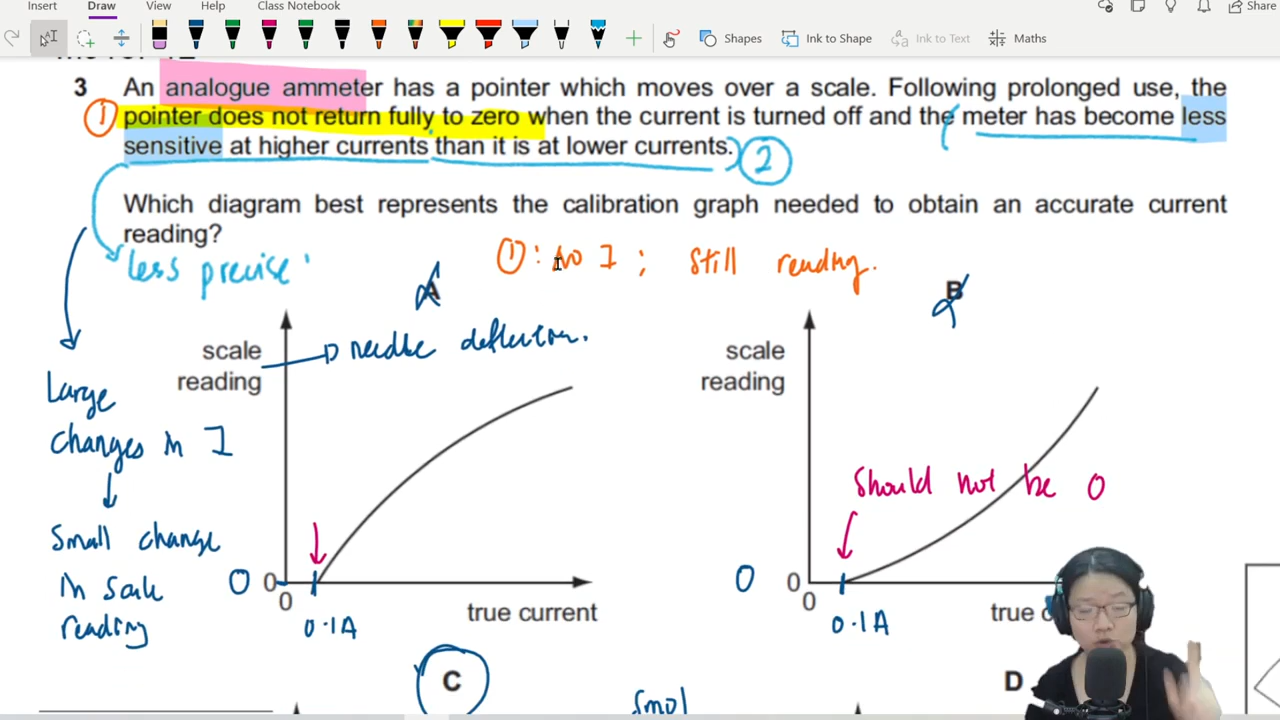 Insert Draw View Help Class Notebook
Share
Shapes Ink to Shape Ink to Text Maths
3 An analogue ammeter has a pointer which moves over a scale. Following prolonged use, the
① pointer does not return fully to zero when the current is turned off and the meter has become less
sensitive at higher currents than it is at lower currents. ②
Which diagram best represents the calibration graph needed to obtain an accurate current
reading?
less precise
①: No I ; still reading.
A
B
scale
reading
needle deflection.
scale
reading
Large
changes in I
Small change
in scale
reading
Should not be 0
0 0
0
true current
0.1A
0 0
0
0.1A
C
D
smol